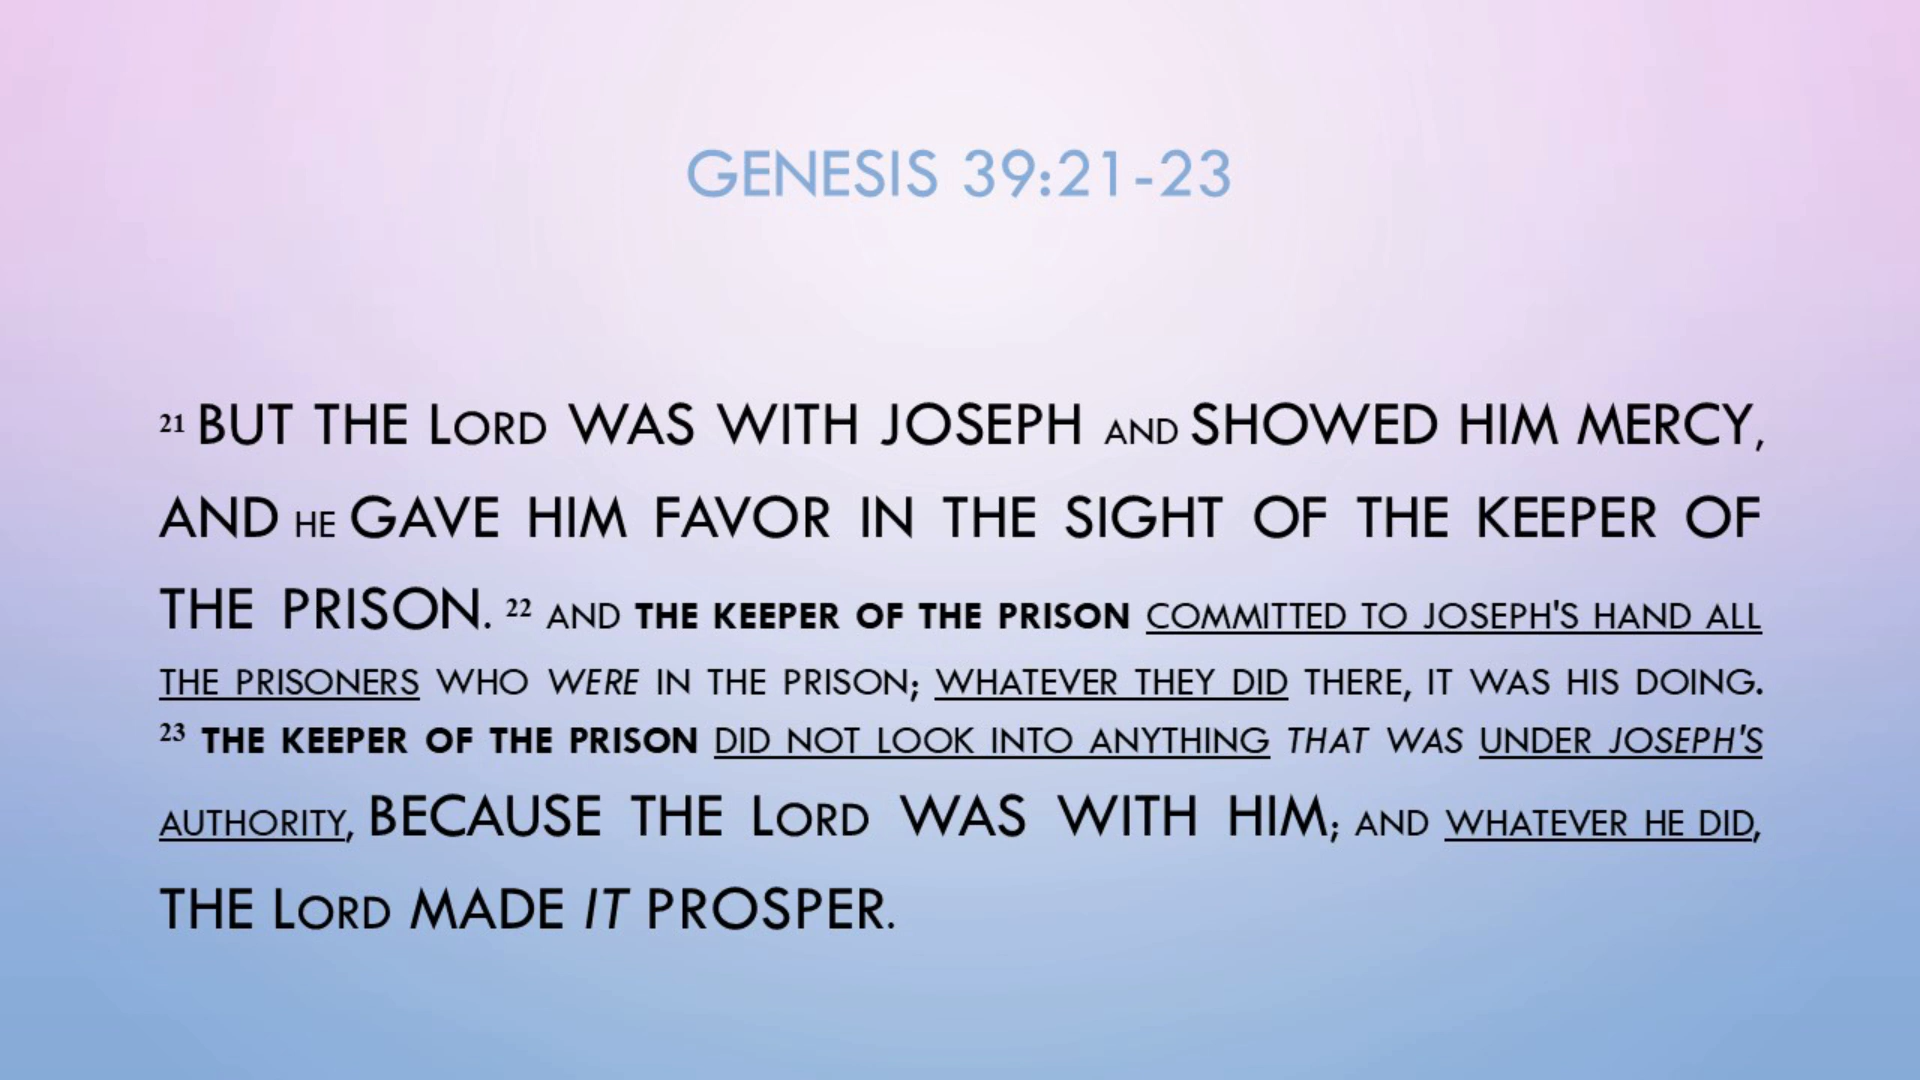 GENESIS 39:21-23
21 BUT THE LORD WAS WITH JOSEPH AND SHOWED HIM MERCY,
AND HE GAVE HIM FAVOR IN THE SIGHT OF THE KEEPER OF
THE PRISON. 22 AND THE KEEPER OF THE PRISON COMMITTED TO JOSEPH'S HAND ALL
THE PRISONERS WHO WERE IN THE PRISON; WHATEVER THEY DID THERE, IT WAS HIS DOING.
23 THE KEEPER OF THE PRISON DID NOT LOOK INTO ANYTHING THAT WAS UNDER JOSEPH'S
AUTHORITY, BECAUSE THE LORD WAS WITH HIM; AND WHATEVER HE DID,
THE LORD MADE IT PROSPER.